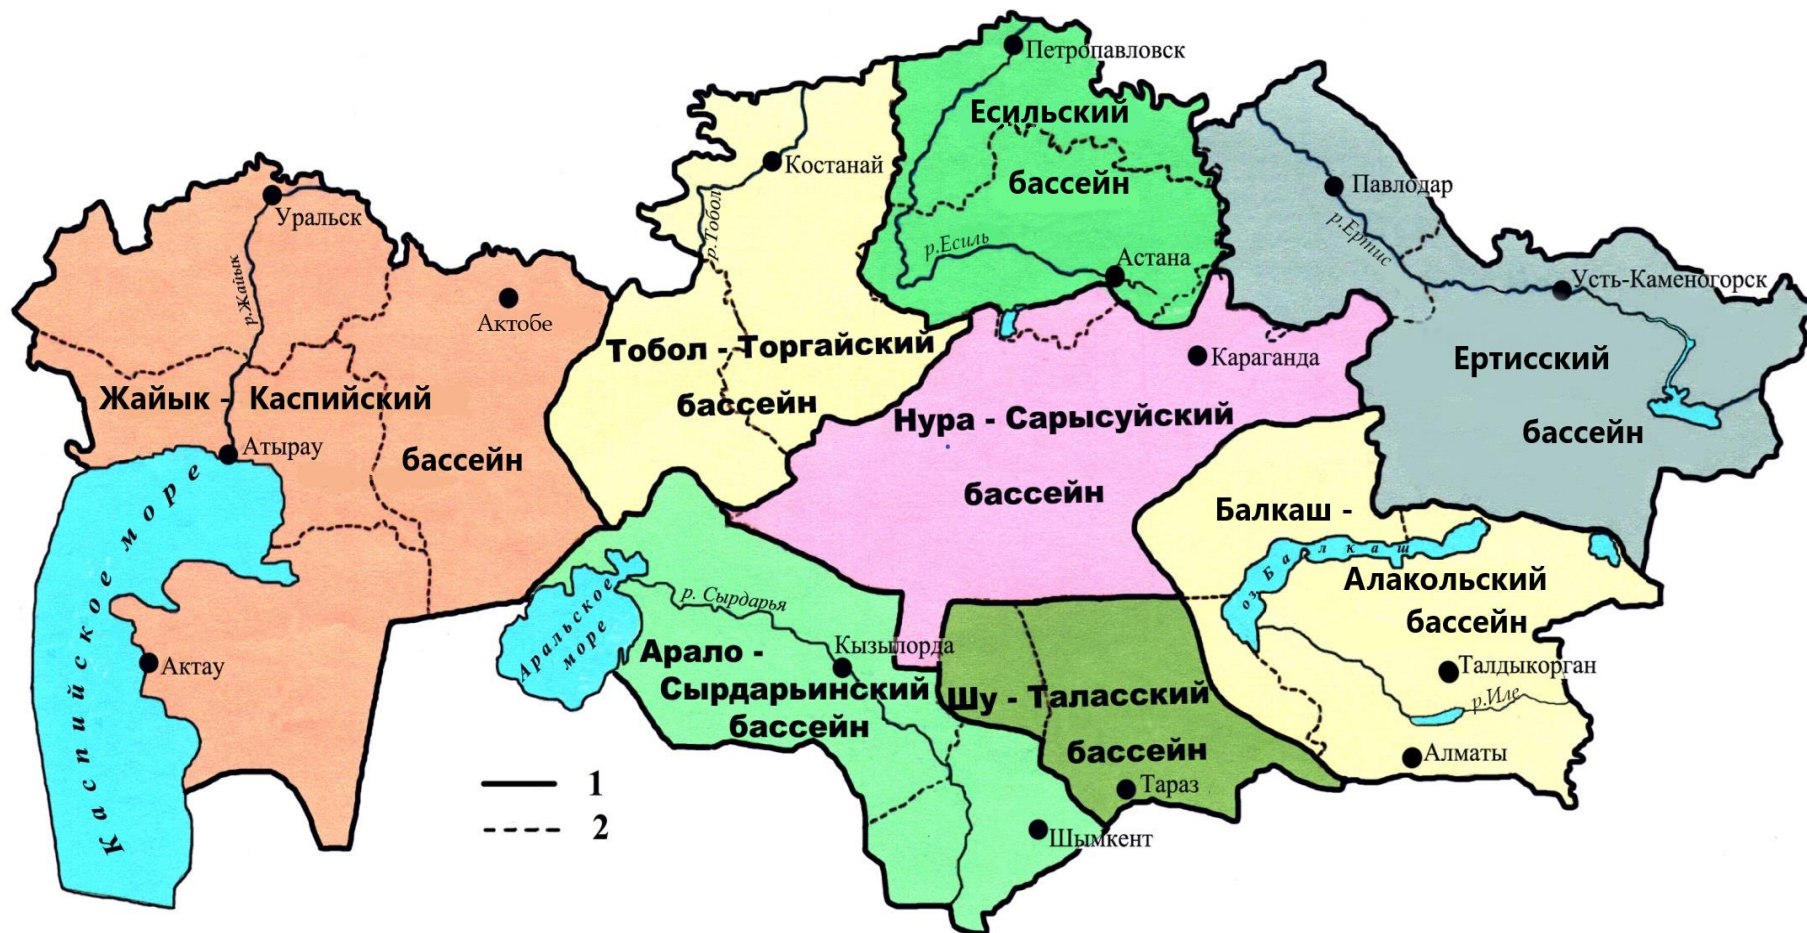 Петропавловск
Есильский
бассейн
Костанай
Павлодар
Уральск
р.Тобол
р.Есиль
р.Ертис
Астана
Усть-Каменогорск
р.Жайык
Актобе
Тобол - Торгайский
бассейн
Караганда
Ертисский
бассейн
Жайык - Каспийский
бассейн
Нура - Сарысуйский
бассейн
Атырау
Балкаш -
Алакольский
бассейн
оз. Балкаш
Каспийское море
Аральское
море
р. Сырдарья
Кызылорда
Арало -
Сырдарьинский
бассейн
Актау
Талдыкорган
р.Иле
Шу - Таласский
бассейн
Алматы
Тараз
Шымкент
1
2